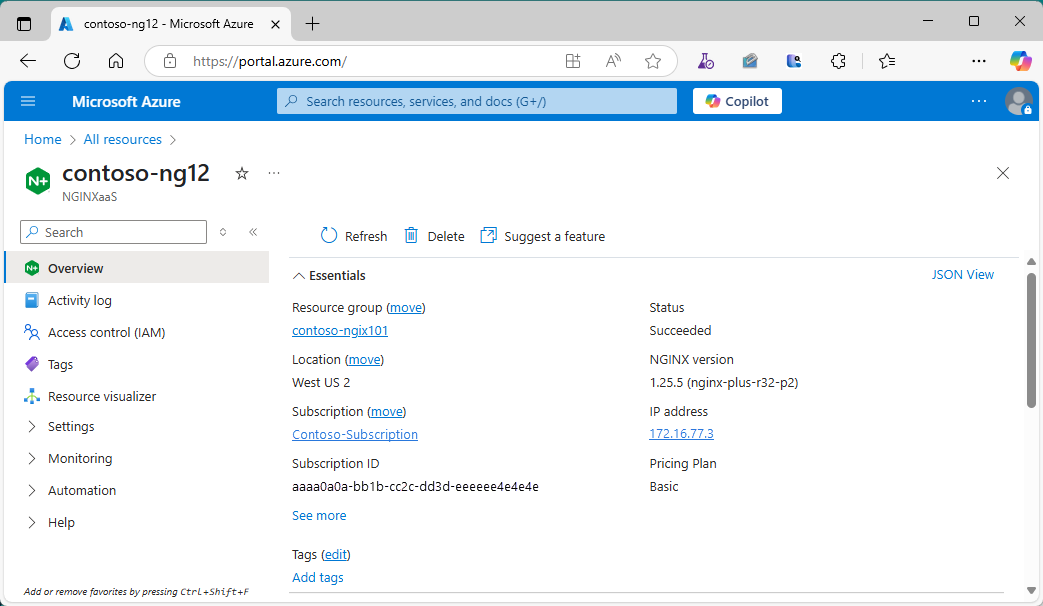 contoso-ng12 - Microsoft Azure
https://portal.azure.com/
Microsoft Azure
Search resources, services, and docs (G+/)
Copilot
Home > All resources >
N+
contoso-ng12
NGINXaaS
Search
Refresh
Delete
Suggest a feature
N+ Overview
Activity log
Access control (IAM)
Tags
Resource visualizer
Settings
Monitoring
Automation
Help
Add or remove favorites by pressing Ctrl+Shift+F
Essentials
JSON View
Resource group (move)
contoso-ngix101
Location (move)
West US 2
Subscription (move)
Contoso-Subscription
Subscription ID
aaaa0a0a-bb1b-cc2c-dd3d-eeeeee4e4e4e
See more
Status
Succeeded
NGINX version
1.25.5 (nginx-plus-r32-p2)
IP address
172.16.77.3
Pricing Plan
Basic
Tags (edit)
Add tags